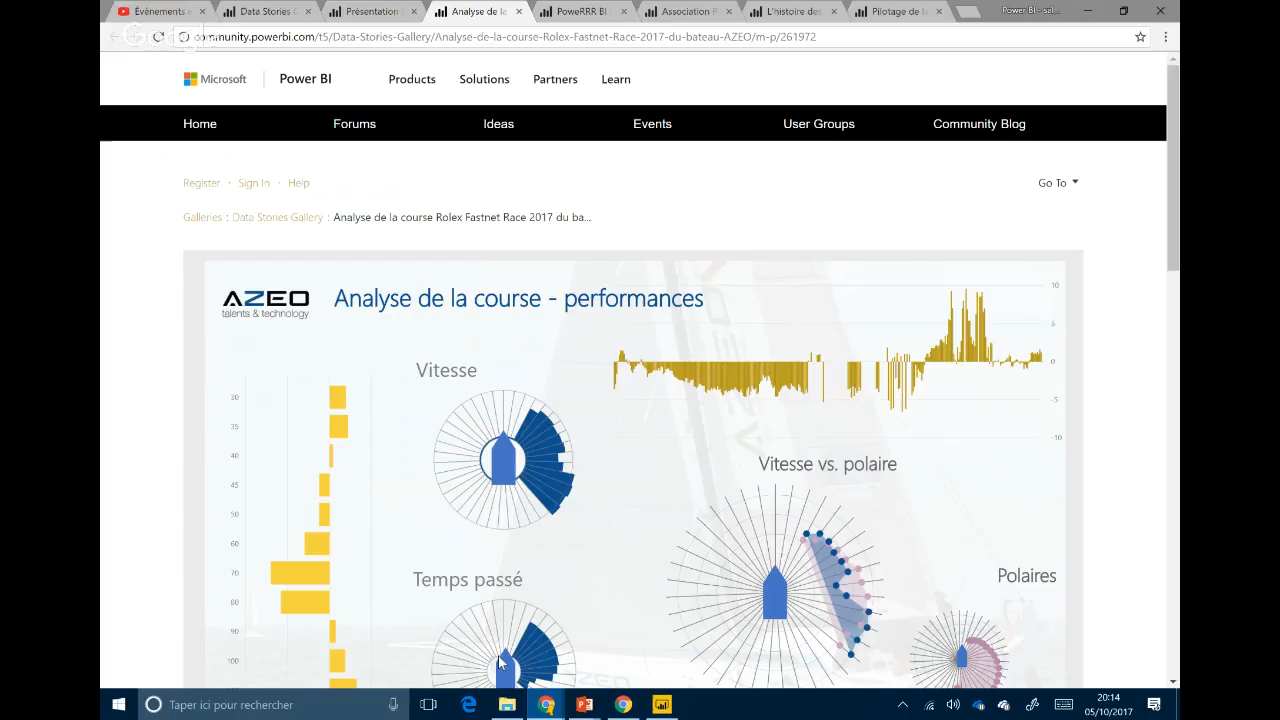 Évènements e
Data Stories G
Présentation I
Analyse de la
PoweRRR BI
Association P
L'histoire des
Pilotage de la
Power BI - sal...
community.powerbi.com/t5/Data-Stories-Gallery/Analyse-de-la-course-Rolex-Fastnet-Race-2017-du-bateau-AZEO/m-p/261972
Microsoft
Power BI
Products
Solutions
Partners
Learn
Home
Forums
Ideas
Events
User Groups
Community Blog
Register · Sign In · Help
Go To
Galleries : Data Stories Gallery : Analyse de la course Rolex Fastnet Race 2017 du ba...
AZEO
talents & technology
Analyse de la course - performances
10
5
0
-5
-10
Vitesse
30
35
40
45
50
60
70
80
90
100
Vitesse vs. polaire
Temps passé
Polaires
Taper ici pour rechercher
20:14
05/10/2017